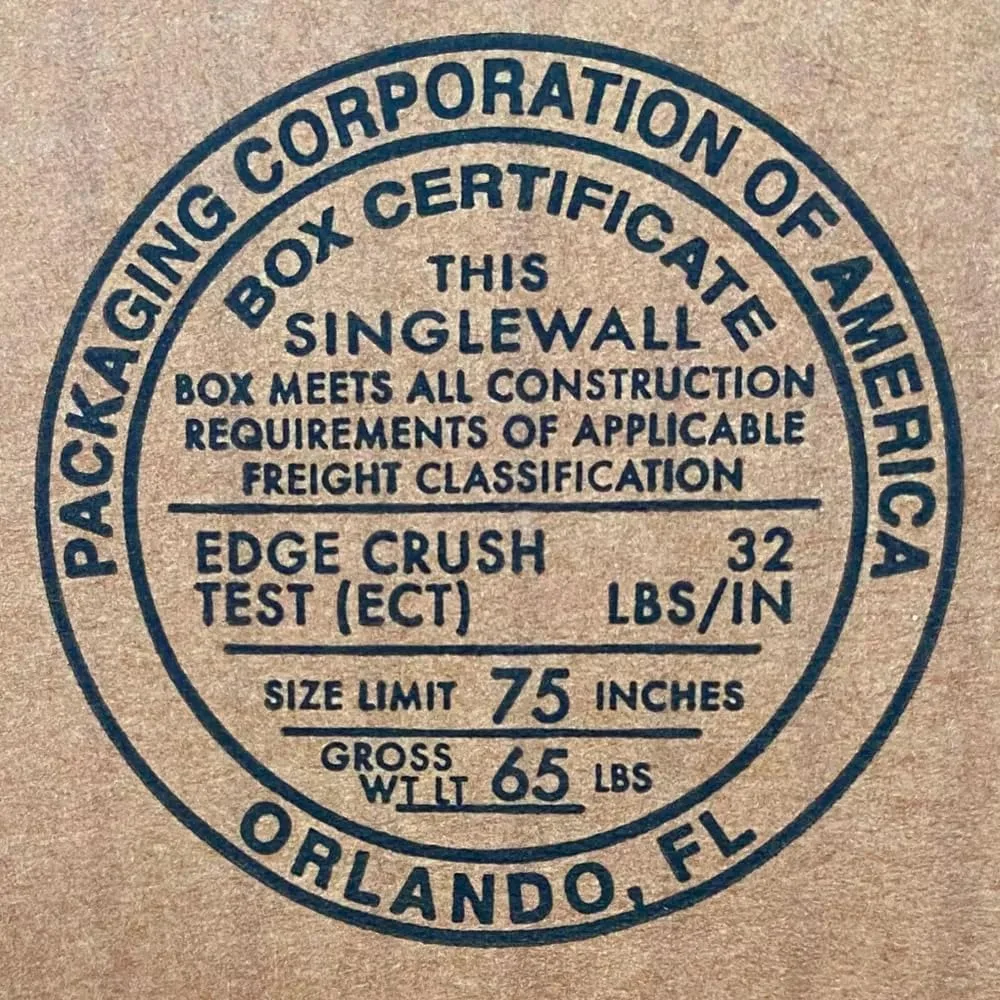 PACKAGING CORPORATION OF AMERICA
BOX CERTIFICATE
THIS
SINGLEWALL
BOX MEETS ALL CONSTRUCTION
REQUIREMENTS OF APPLICABLE
FREIGHT CLASSIFICATION
EDGE CRUSH 32
TEST (ECT) LBS/IN
SIZE LIMIT 75 INCHES
GROSS
WT LT 65 LBS
ORLANDO, FL